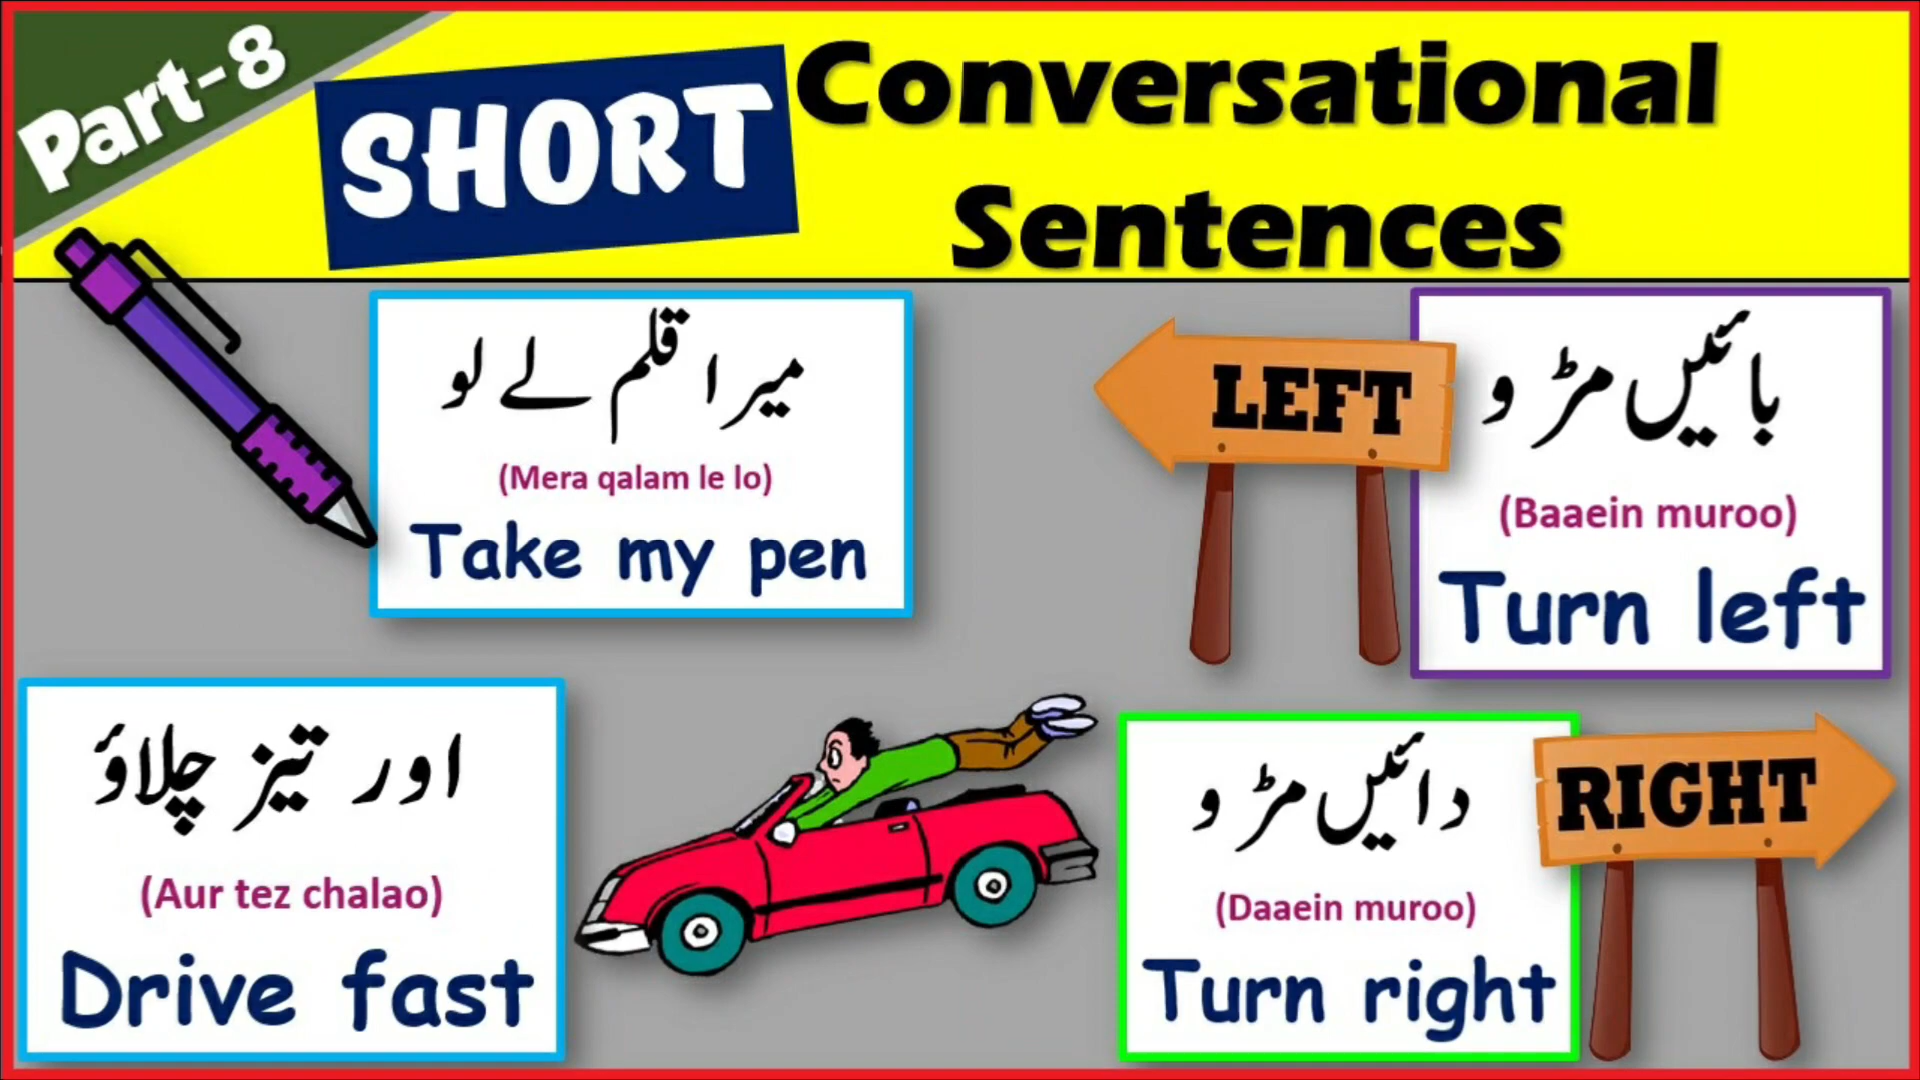 Part-8
SHORT
Conversational
Sentences
میرا قلم لے لو
(Mera qalam le lo)
Take my pen
LEFT
بائیں مڑو
(Baaein muroo)
Turn left
اور تیز چلاؤ
(Aur tez chalao)
Drive fast
دائیں مڑو
(Daaein muroo)
Turn right
RIGHT